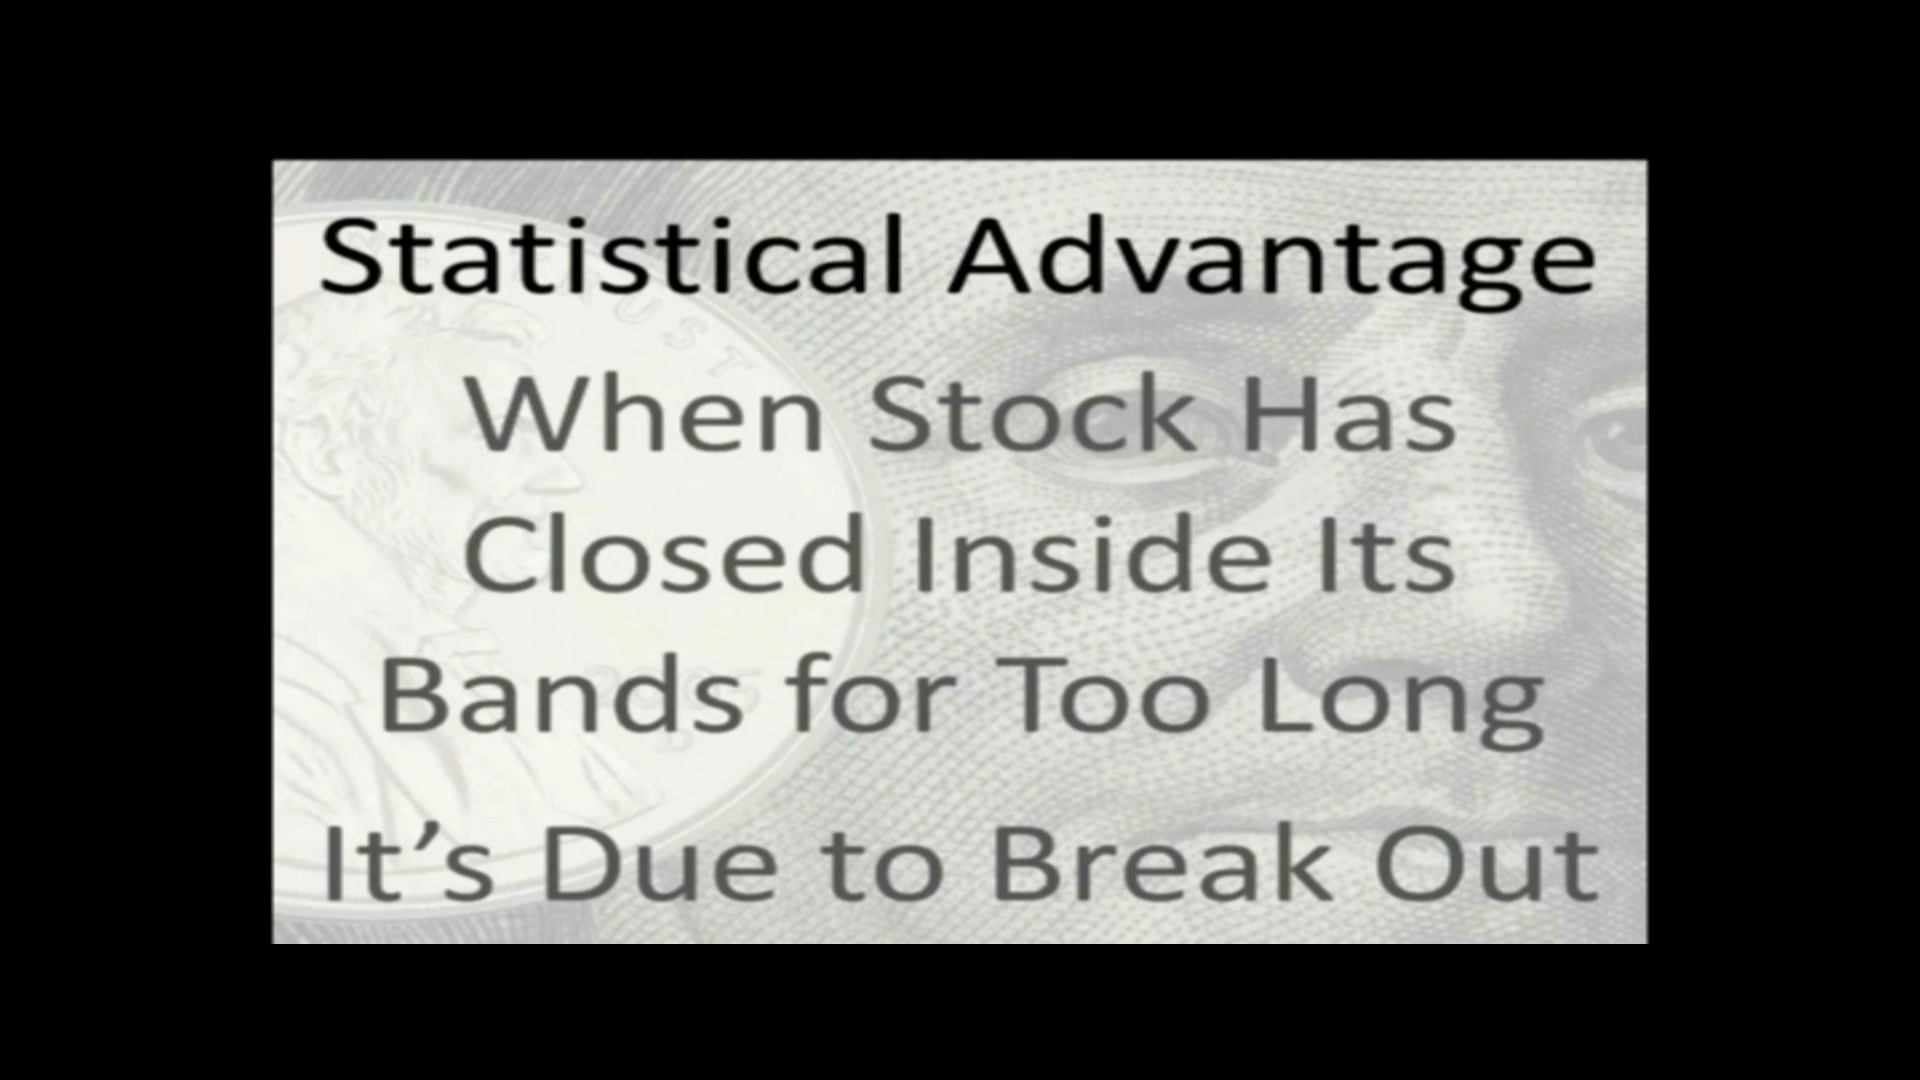 Statistical Advantage
When Stock Has
Closed Inside Its
Bands for Too Long
It’s Due to Break Out